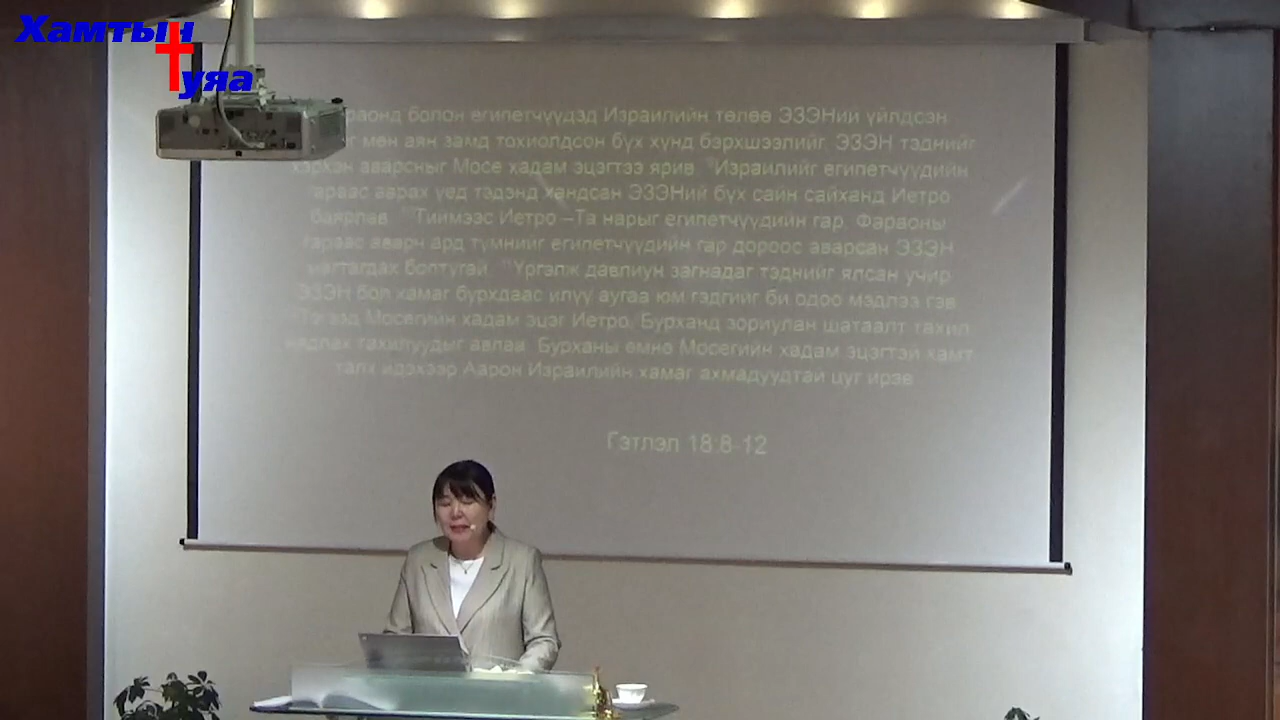 Хамтын
Туяа
болон египетчүүдэд Израилийн төлөө ЭЗЭНий үйлдсэн
мөн аян замд тохиолдсон бүх хүнд бэрхшээлийг, ЭЗЭН тэднийг
хэрхэн аварсныг Мосе хадам эцэгтээ ярив. Израилийг египетчүүдийн
гараас аврах үед тэдэнд хандсан ЭЗЭНий бүх сайн сайханд Иетро
баярлав. Тиймээс Иетро –Та нарыг египетчүүдийн гар, Фараоны
гараас аварч ард түмнийг египетчүүдийн гар дороос аварсан ЭЗЭН
магтагдах болтугай. Үргэлж давлиун загнадаг тэднийг ялсан учир
ЭЗЭН бол хамаг бурхдаас илүү аугаа юм гэдгийг би одоо мэдлээ гэв.
Тэгээд Мосегийн хадам эцэг Иетро, Бурханд зориулан шатаалт тахил
нядлах тахилуудыг авлаа. Бурханы өмнө Мосегийн хадам эцэгтэй хамт
талх идэхээр Аарон Израилийн хамаг ахмадуудтай цуг ирэв.
Гэтлэл 18:8-12